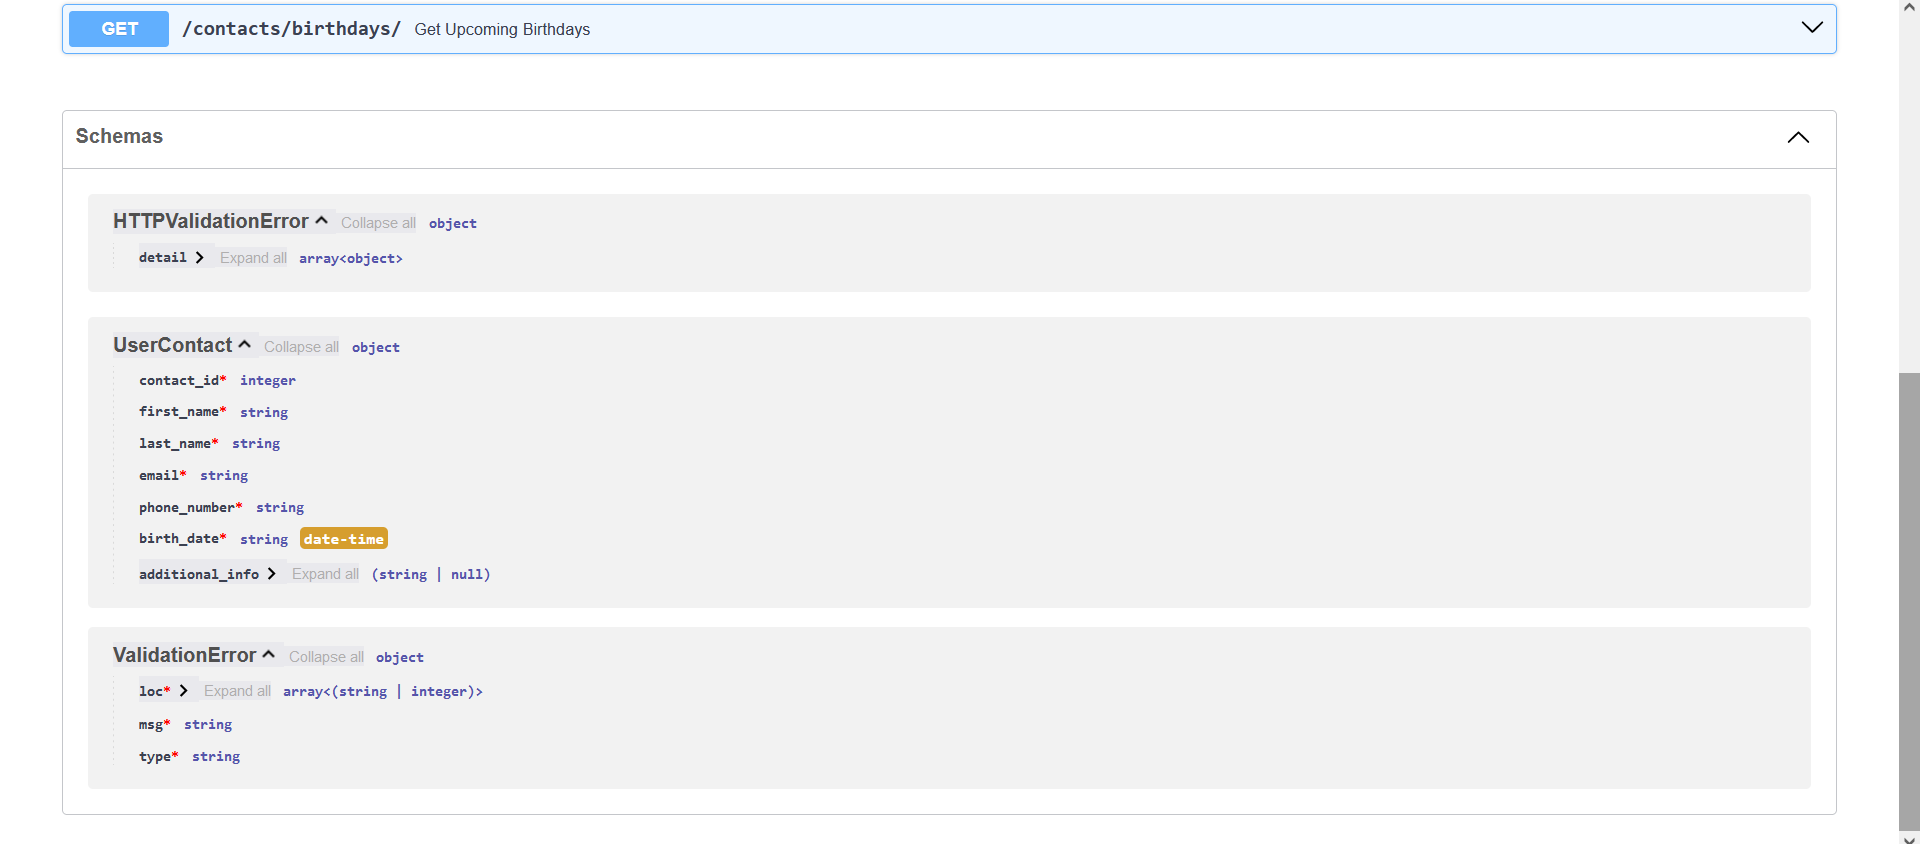 GET /contacts/birthdays/ Get Upcoming Birthdays
Schemas
HTTPValidationError Collapse all object
detail Expand all array<object>
UserContact Collapse all object
contact_id* integer
first_name* string
last_name* string
email* string
phone_number* string
birth_date* string date-time
additional_info Expand all (string | null)
ValidationError Collapse all object
loc* Expand all array<(string | integer)>
msg* string
type* string